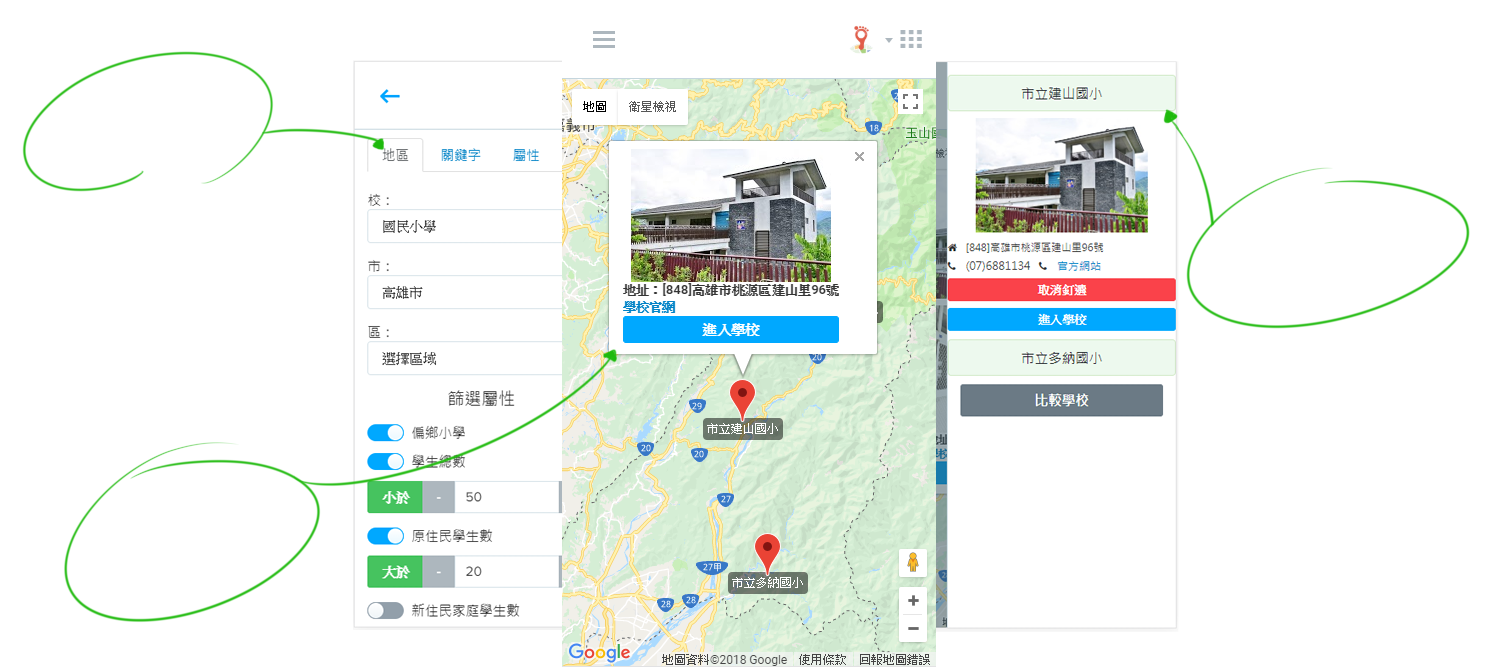 地區 關鍵字 屬性
校：
國民小學
市：
高雄市
區：
選擇區域
篩選屬性
偏鄉小學
學生總數
小於 - 50
原住民學生數
大於 - 20
新住民家庭學生數
地圖 衛星檢視
嘉義市
18
玉山國
地址：[848]高雄市桃源區建山里96號
學校官網
進入學校
20
29
市立建山國小
20
20
27
27甲
市立多納國小
28
28
Google
地圖資料©2018 Google 使用條款 回報地圖錯誤
市立建山國小
[848]高雄市桃源區建山里96號
(07)6881134 官方網站
取消釘選
進入學校
市立多納國小
比較學校